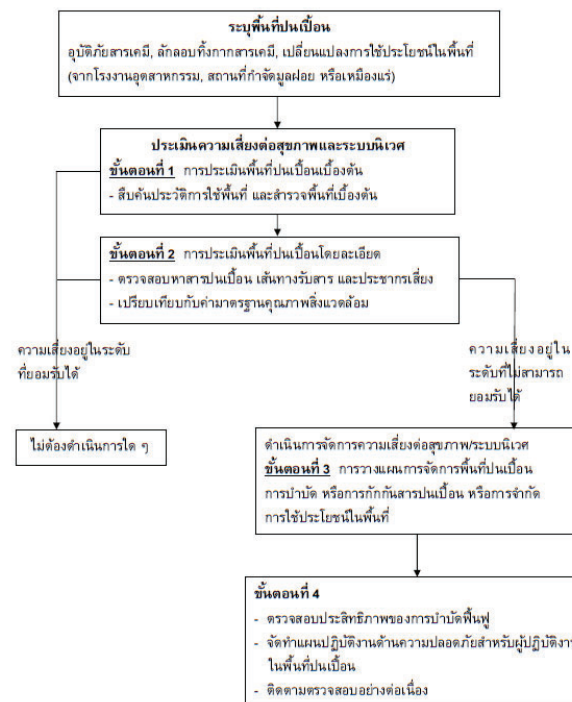 ระบุพื้นที่ปนเปื้อน
อุบัติภัยสารเคมี, ลักลอบทิ้งกากสารเคมี, เปลี่ยนแปลงการใช้ประโยชน์ในพื้นที่
(จากโรงงานอุตสาหกรรม, สถานที่กำจัดมูลฝอย หรือเหมืองแร่)
ประเมินความเสี่ยงต่อสุขภาพและระบบนิเวศ
ขั้นตอนที่ 1 การประเมินพื้นที่ปนเปื้อนเบื้องต้น
- สืบค้นประวัติการใช้พื้นที่ และสำรวจพื้นที่เบื้องต้น
ขั้นตอนที่ 2 การประเมินพื้นที่ปนเปื้อนโดยละเอียด
- ตรวจสอบหาสารปนเปื้อน เส้นทางรับสาร และประชากรเสี่ยง
- เปรียบเทียบกับค่ามาตรฐานคุณภาพสิ่งแวดล้อม
ความเสี่ยงอยู่ในระดับ
ที่ยอมรับได้
ความเสี่ยงอยู่ใน
ระดับที่ไม่สามารถ
ยอมรับได้
ไม่ต้องดำเนินการใด ๆ
ดำเนินการจัดการความเสี่ยงต่อสุขภาพ/ระบบนิเวศ
ขั้นตอนที่ 3 การวางแผนการจัดการพื้นที่ปนเปื้อน
การบำบัด หรือการกักกันสารปนเปื้อน หรือการจำกัด
การใช้ประโยชน์ในพื้นที่
ขั้นตอนที่ 4
- ตรวจสอบประสิทธิภาพของการบำบัดฟื้นฟู
- จัดทำแผนปฏิบัติงานด้านความปลอดภัยสำหรับผู้ปฏิบัติงาน
ในพื้นที่ปนเปื้อน
- ติดตามตรวจสอบอย่างต่อเนื่อง